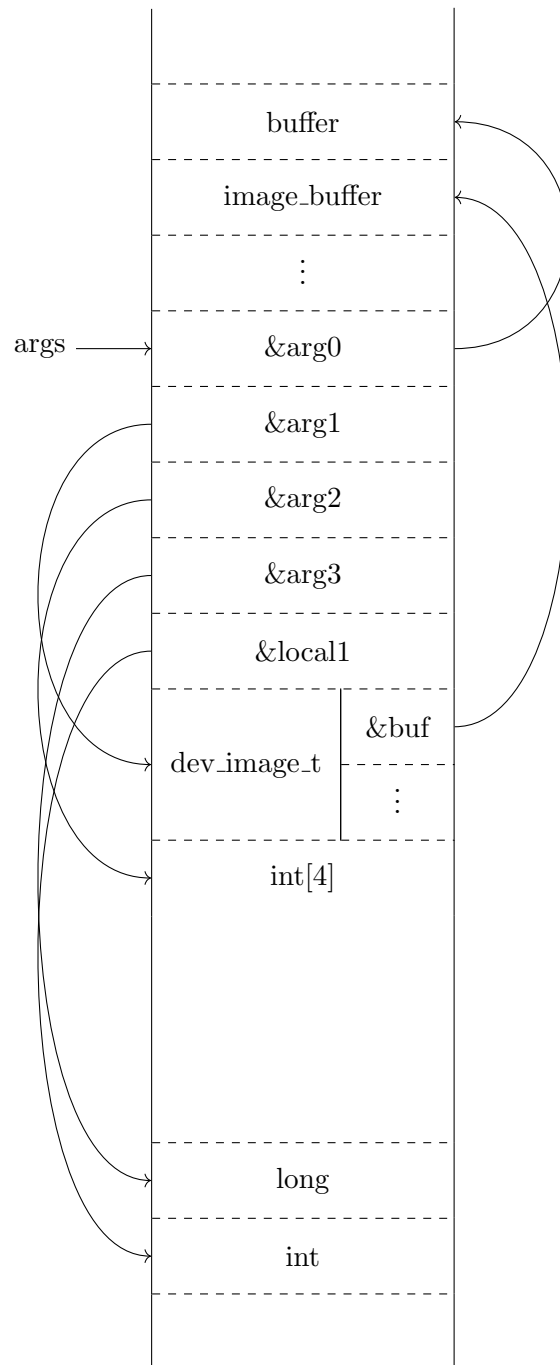 buffer
image_buffer
⋮
args
&arg0
&arg1
&arg2
&arg3
&local1
&buf
dev_image_t
⋮
int[4]
long
int